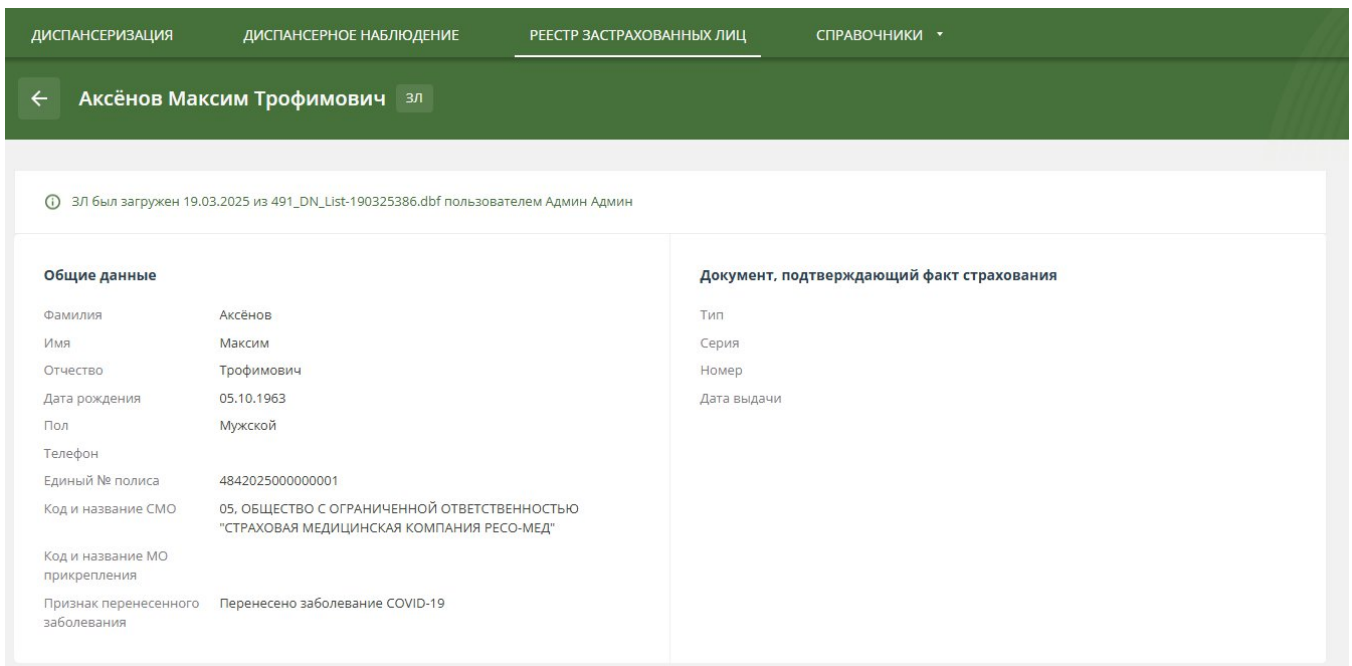 ДИСПАНСЕРИЗАЦИЯ ДИСПАНСЕРНОЕ НАБЛЮДЕНИЕ РЕЕСТР ЗАСТРАХОВАННЫХ ЛИЦ СПРАВОЧНИКИ
Аксёнов Максим Трофимович ЗЛ
ЗЛ был загружен 19.03.2025 из 491_DN_List-190325386.dbf пользователем Админ Админ
Общие данные
Фамилия Аксёнов
Имя Максим
Отчество Трофимович
Дата рождения 05.10.1963
Пол Мужской
Телефон
Единый № полиса 4842025000000001
Код и название СМО 05, ОБЩЕСТВО С ОГРАНИЧЕННОЙ ОТВЕТСТВЕННОСТЬЮ
"СТРАХОВАЯ МЕДИЦИНСКАЯ КОМПАНИЯ РЕСО-МЕД"
Код и название МО
прикрепления
Признак перенесенного Перенесено заболевание COVID-19
заболевания
Документ, подтверждающий факт страхования
Тип
Серия
Номер
Дата выдачи